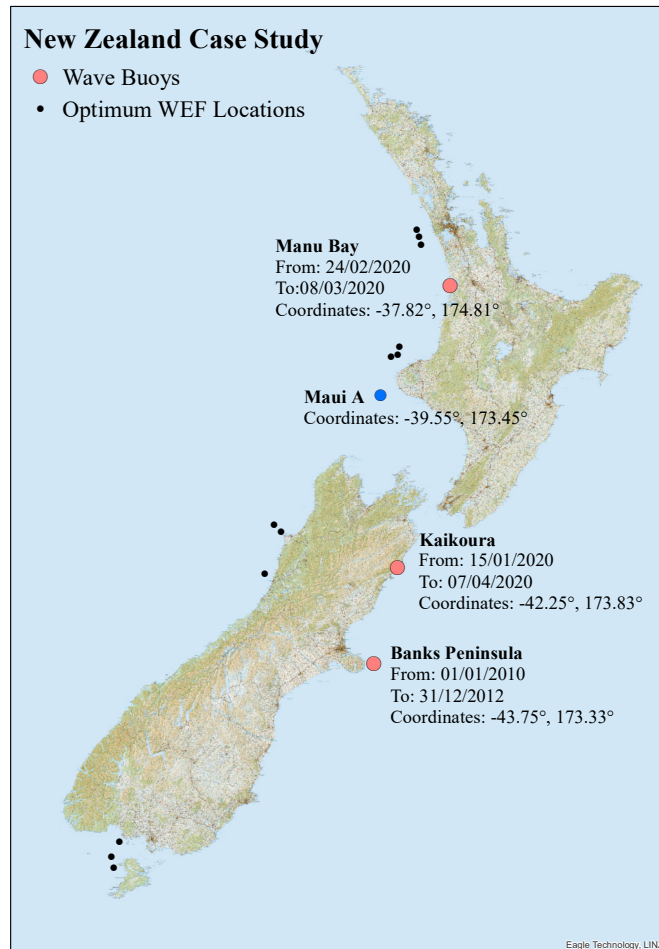 New Zealand Case Study
Wave Buoys
Optimum WEF Locations
Manu Bay
From: 24/02/2020
To:08/03/2020
Coordinates: -37.82°, 174.81°
Maui A
Coordinates: -39.55°, 173.45°
Kaikoura
From: 15/01/2020
To: 07/04/2020
Coordinates: -42.25°, 173.83°
Banks Peninsula
From: 01/01/2010
To: 31/12/2012
Coordinates: -43.75°, 173.33°
Eagle Technology, LIN